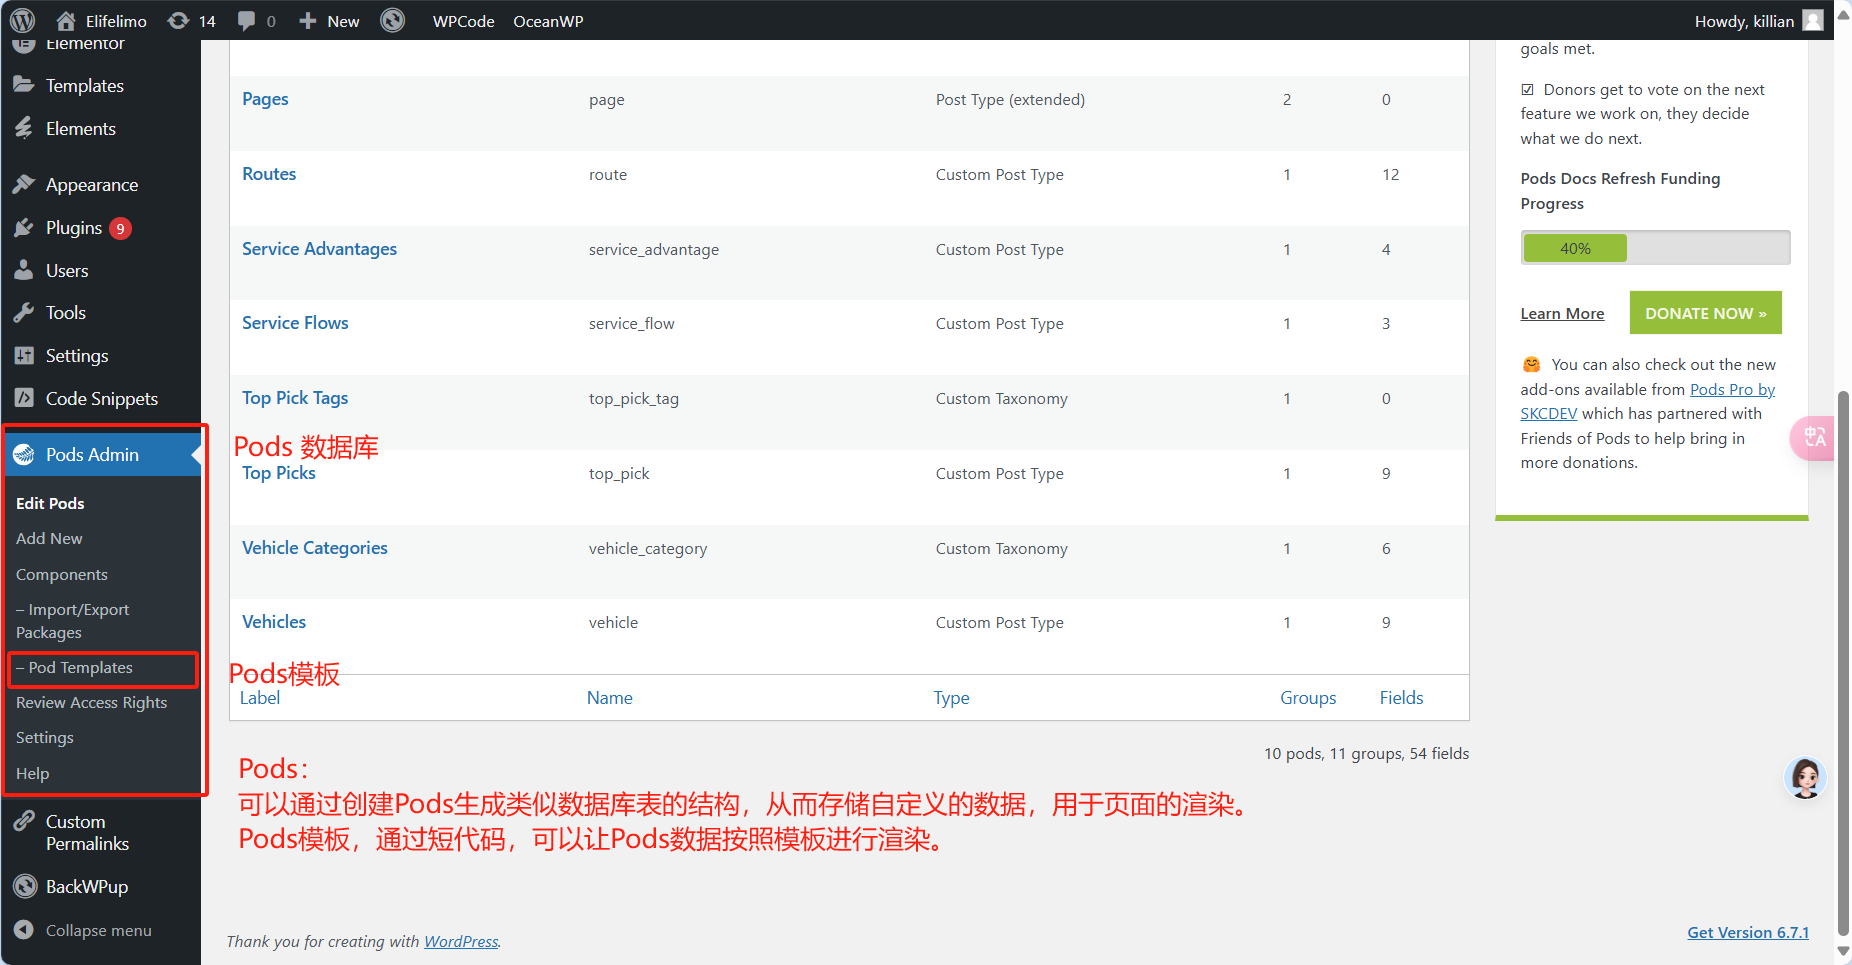 Elifelimo 14 0 New WPCode OceanWP Howdy, killian
Elementor
Templates
Elements
Appearance
Plugins 9
Users
Tools
Settings
Code Snippets
Pods Admin
Edit Pods
Add New
Components
– Import/Export
Packages
– Pod Templates
Review Access Rights
Settings
Help
Custom
Permalinks
BackWPup
Collapse menu
Pages page Post Type (extended) 2 0
Routes route Custom Post Type 1 12
Service Advantages service_advantage Custom Post Type 1 4
Service Flows service_flow Custom Post Type 1 3
Top Pick Tags top_pick_tag Custom Taxonomy 1 0
Pods 数据库
Top Picks top_pick Custom Post Type 1 9
Vehicle Categories vehicle_category Custom Taxonomy 1 6
Vehicles vehicle Custom Post Type 1 9
Pods模板
Label Name Type Groups Fields
10 pods, 11 groups, 54 fields
Pods：
可以通过创建Pods生成类似数据库表的结构，从而存储自定义的数据，用于页面的渲染。
Pods模板，通过短代码，可以让Pods数据按照模板进行渲染。
Thank you for creating with WordPress.
Get Version 6.7.1
goals met.
☑ Donors get to vote on the next
feature we work on, they decide
what we do next.
Pods Docs Refresh Funding
Progress
40%
Learn More DONATE NOW »
🤗 You can also check out the new
add-ons available from Pods Pro by
SKCDEV which has partnered with
Friends of Pods to help bring in
more donations.
中A